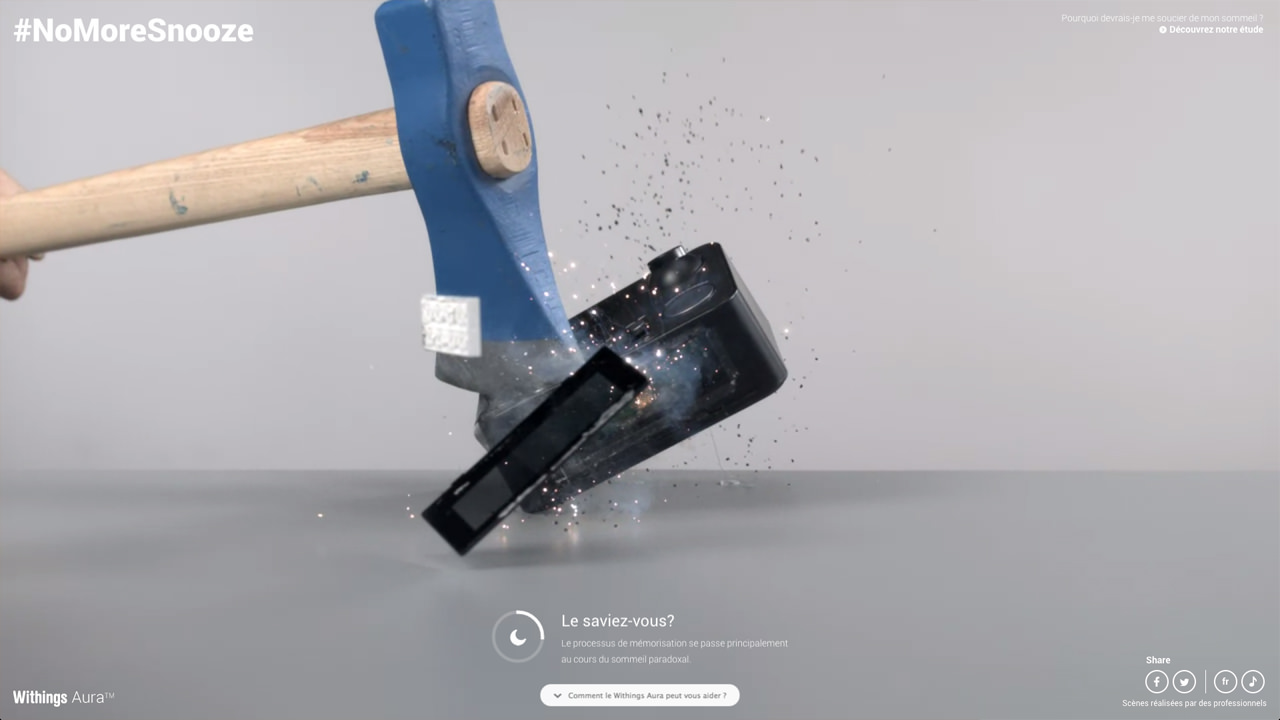 #NoMoreSnooze
Pourquoi devrais-je me soucier de mon sommeil ?
Découvrez notre étude
Le saviez-vous?
Le processus de mémorisation se passe principalement
au cours du sommeil paradoxal.
Comment le Withings Aura peut vous aider ?
Withings Aura™
Share
fr
Scènes réalisées par des professionnels